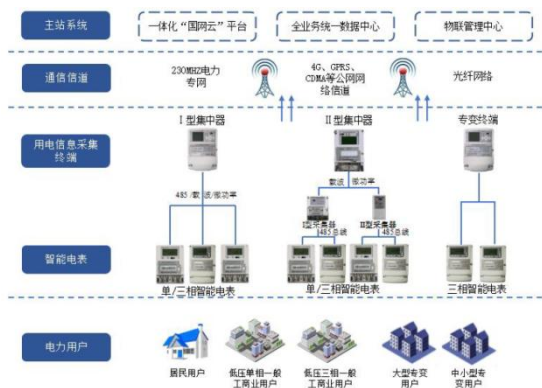 主站系统
一体化“国网云”平台
全业务统一数据中心
物联管理中心
通信信道
230MHZ电力
专网
4G、GPRS、
CDMA等公网网
络信道
光纤网络
用电信息采集
终端
I型集中器
II型集中器
专变终端
485/载波/微功率
载波
微功率
I型采集器
II型采集器
485总线
485总线
智能电表
单/三相智能电表
单/三相智能电表
三相智能电表
电力用户
居民用户
低压单相一般
工商业用户
低压三相一般
工商业用户
大型专变
用户
中小型专
变用户